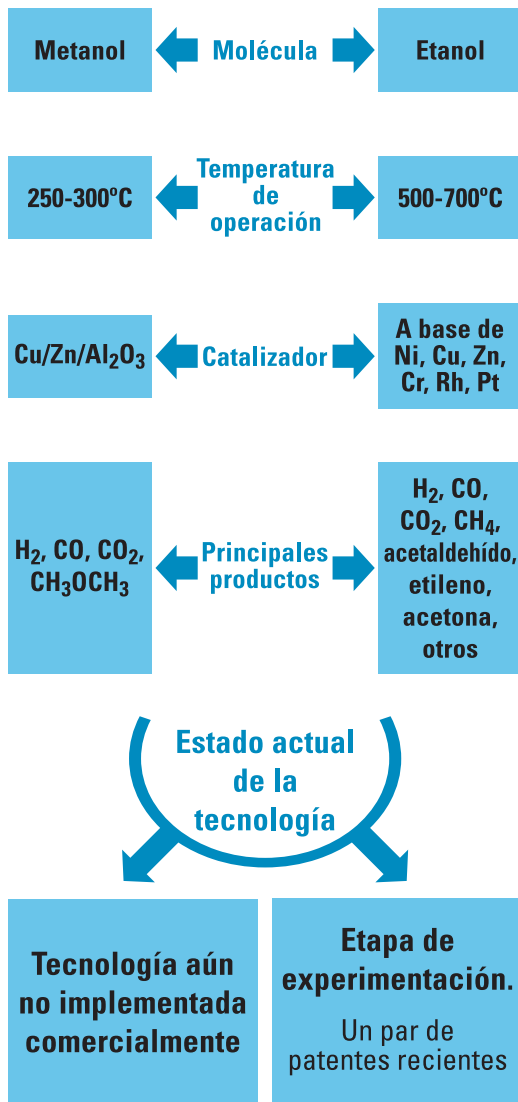 Metanol
Molécula
Etanol
250-300ºC
Temperatura
de
operación
500-700ºC
Cu/Zn/Al₂O₃
Catalizador
A base de
Ni, Cu, Zn,
Cr, Rh, Pt
H₂, CO, CO₂,
CH₃OCH₃
Principales
productos
H₂, CO,
CO₂, CH₄,
acetaldehído,
etileno,
acetona,
otros
Estado actual
de la
tecnología
Tecnología aún
no implementada
comercialmente
Etapa de
experimentación.
Un par de
patentes recientes